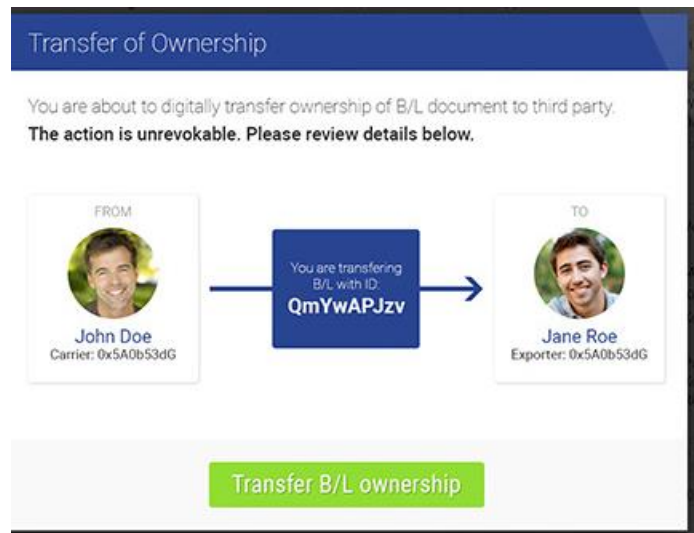 Transfer of Ownership
You are about to digitally transfer ownership of B/L document to third party.
The action is unrevokable. Please review details below.
FROM
John Doe
Carrier: 0x5A0b53dG
You are transfering
B/L with ID:
QmYwAPJzv
TO
Jane Roe
Exporter: 0x5A0b53dG
Transfer B/L ownership